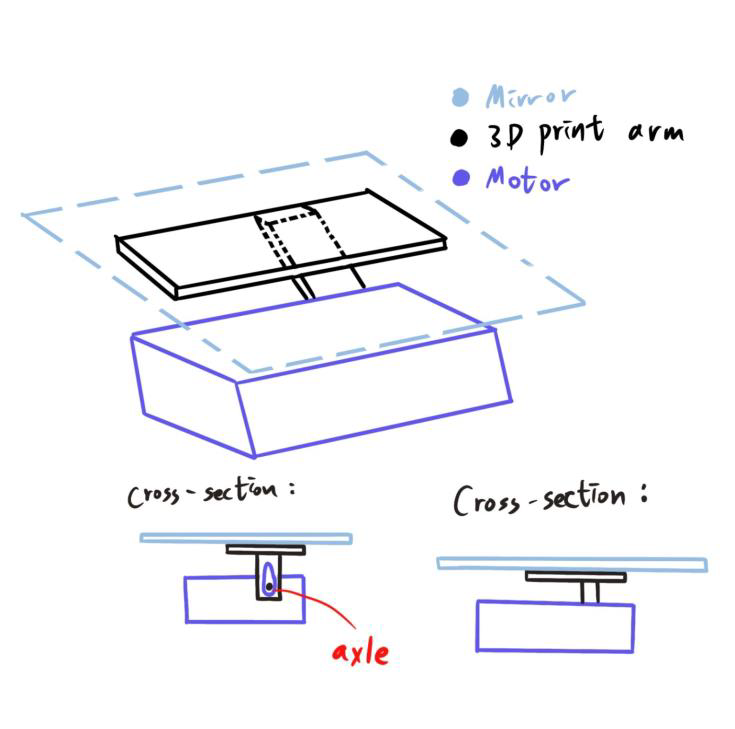 Mirror
3D print arm
Motor
Cross-section:
Cross-section:
axle